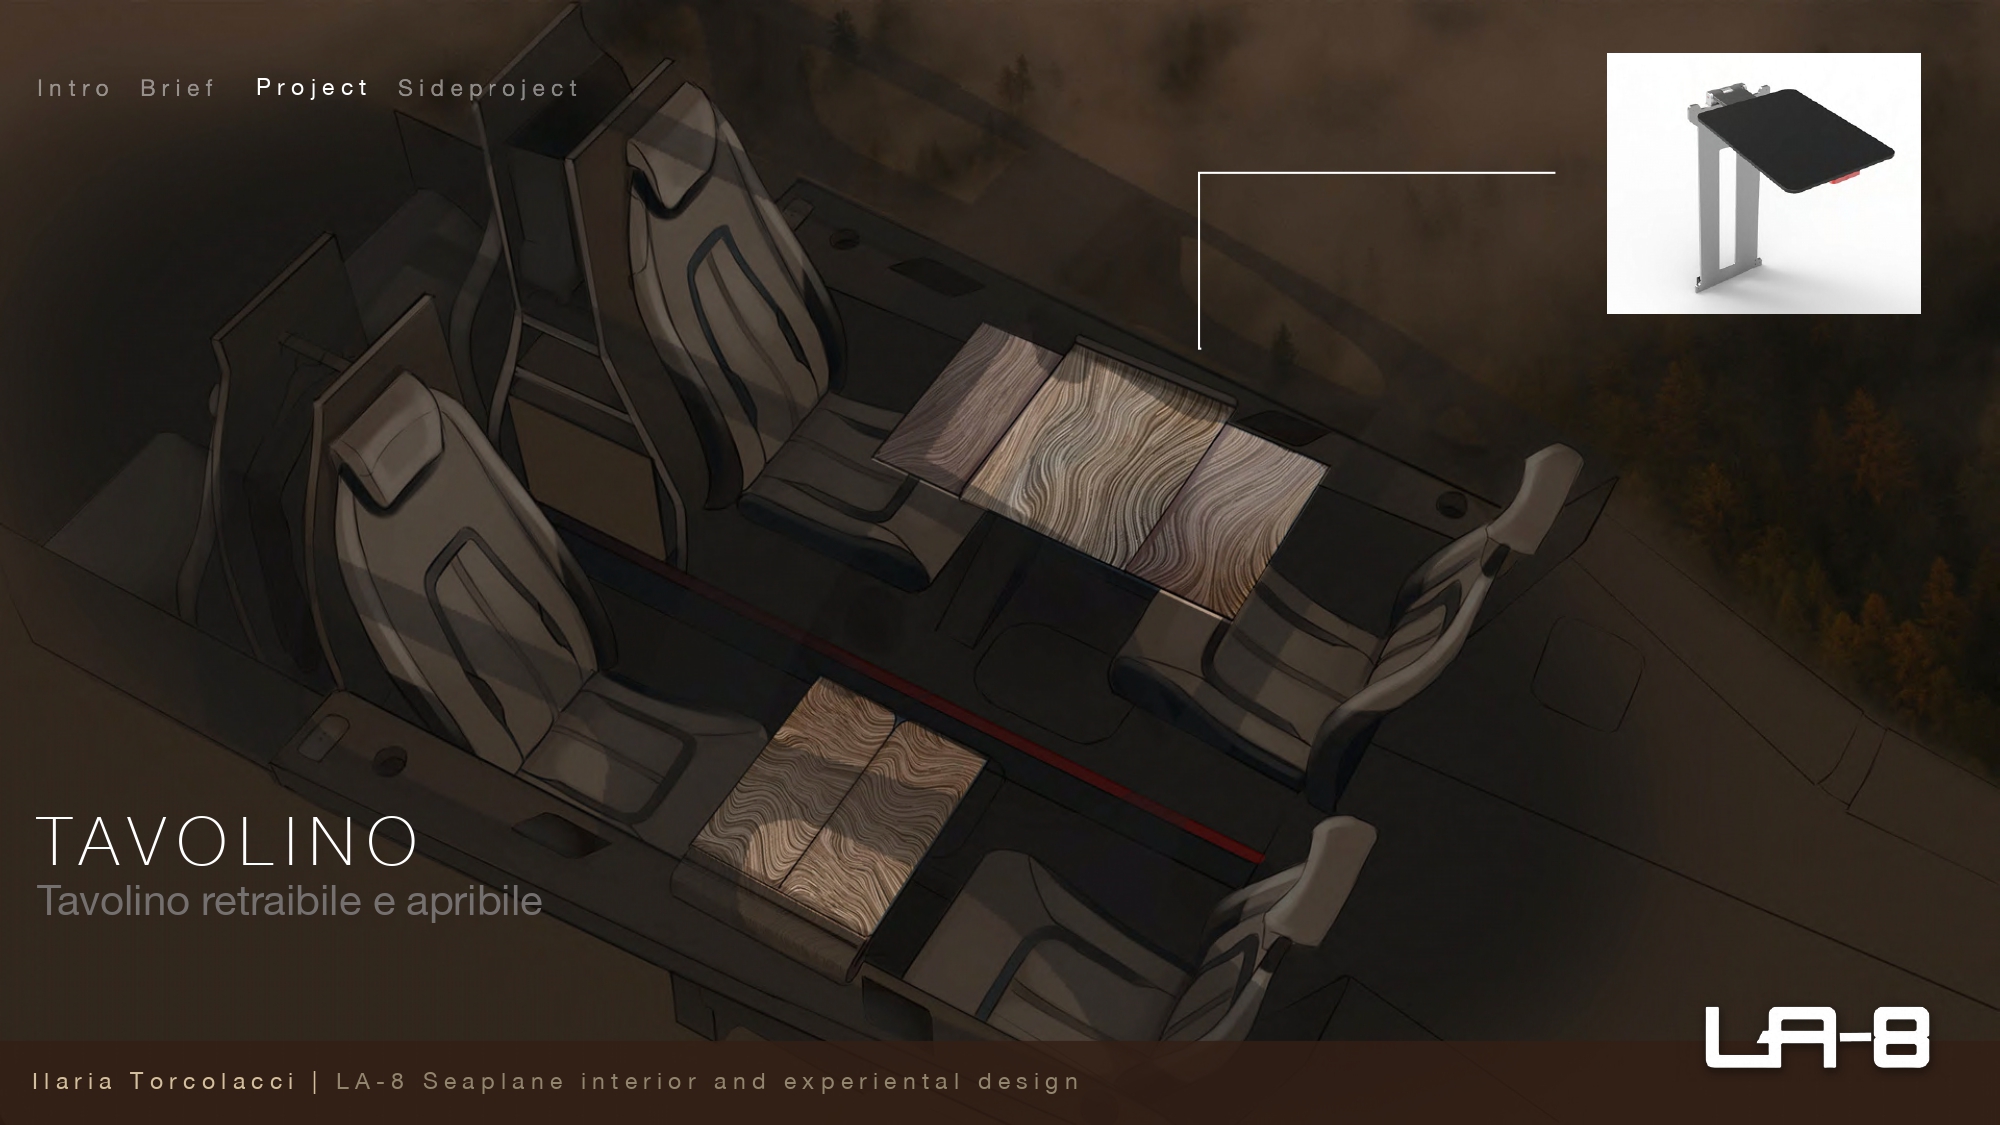 Intro Brief Project Sideproject
TAVOLINO
Tavolino retraibile e apribile
LA-8
Ilaria Torcolacci | LA-8 Seaplane interior and experiental design